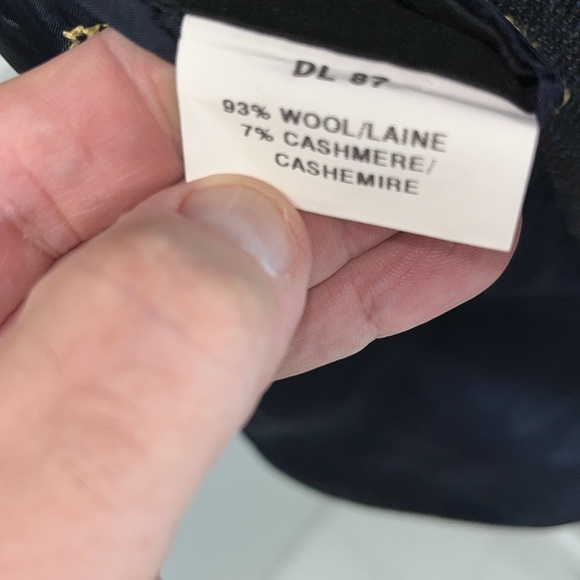 DL 87
93% WOOL/LAINE
7% CASHMERE/
CASHEMIRE